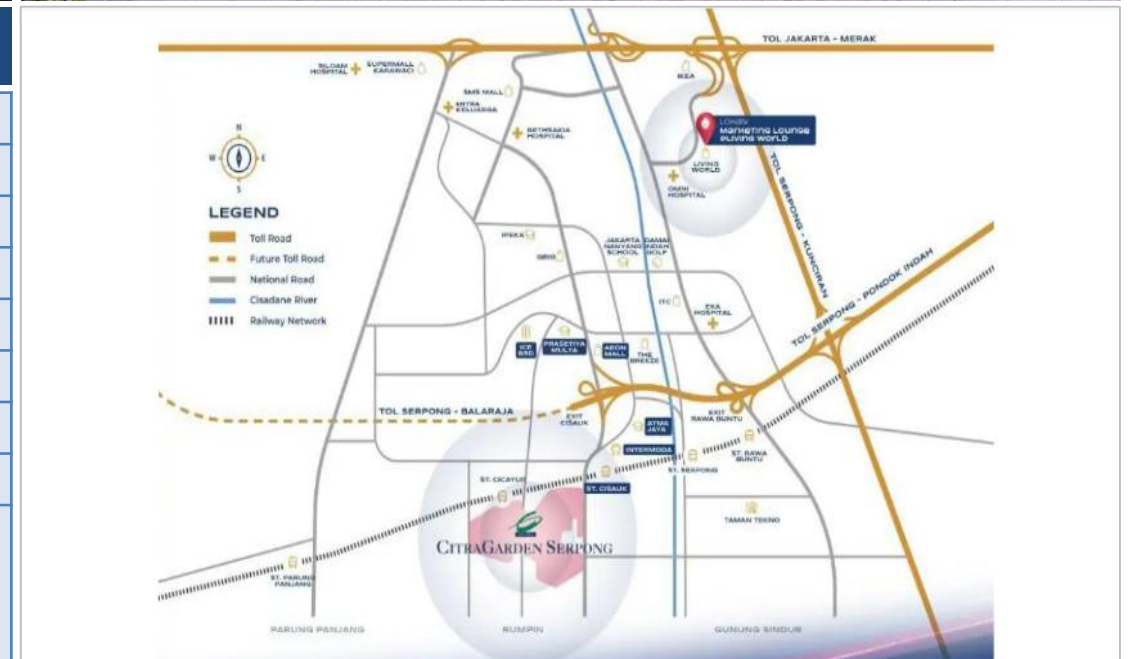 TOL JAKARTA - MERAK
SILOAM
HOSPITAL
SUPERMALL
KARAWACI
IKEA
SMS MALL
MITRA
KELUARGA
BETHSAIDA
HOSPITAL
LOKASI
MARKETING LOUNGE
@LIVING WORLD
LIVING
WORLD
OMNI
HOSPITAL
N
W
E
S
LEGEND
Toll Road
Future Toll Road
National Road
Cisadane River
Railway Network
TOL SERPONG - KUNCIRAN
IPEKA
JAKARTA
NANYANG
SCHOOL
DAMAI
INDAH
GOLF
ITC
EKA
HOSPITAL
TOL SERPONG - PONDOK INDAH
ICE
BSD
PRASETIYA
MULYA
AEON
MALL
THE
BREEZE
TOL SERPONG - BALARAJA
EXIT
CISAUK
EXIT
RAWA BUNTU
ATMA
JAYA
INTERMODA
ST. RAWA
BUNTU
ST. SERPONG
ST. CICAYUR
ST. CISAUK
TAMAN TEKNO
CITRAGARDEN SERPONG
ST. PARUNG
PANJANG
PARUNG PANJANG
RUMPIN
GUNUNG SINDUR